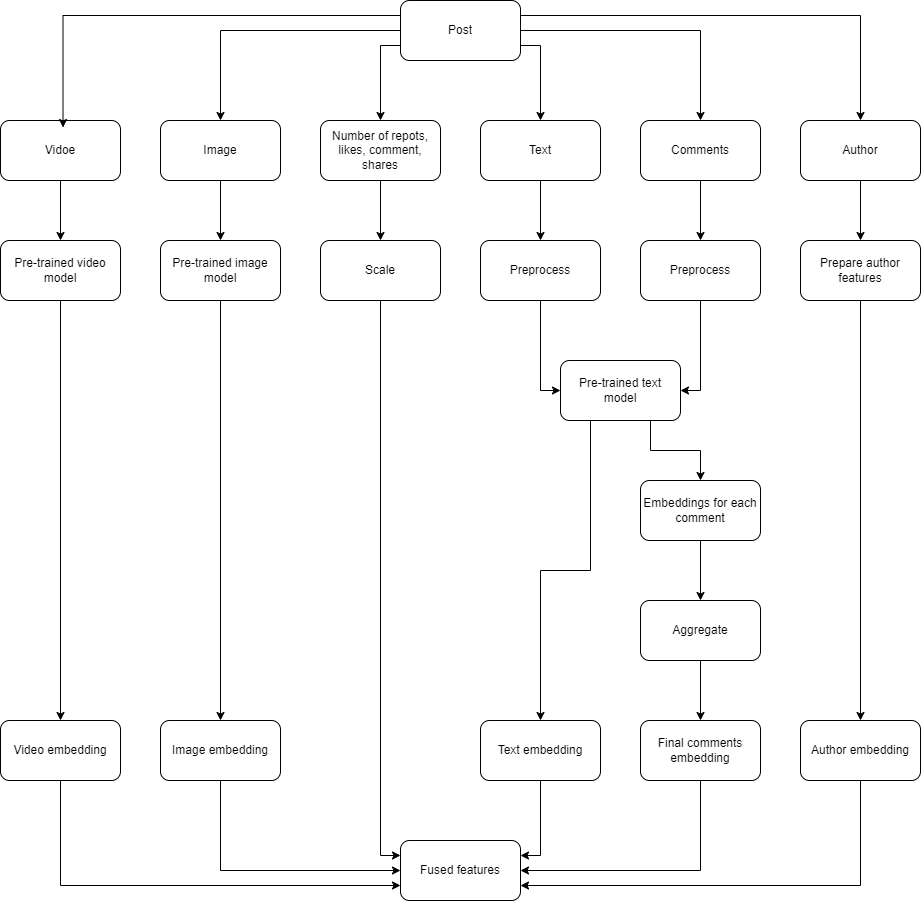 Post
Vidoe
Image
Number of repots,
likes, comment,
shares
Text
Comments
Author
Pre-trained video
model
Pre-trained image
model
Scale
Preprocess
Preprocess
Prepare author
features
Pre-trained text
model
Embeddings for each
comment
Aggregate
Video embedding
Image embedding
Text embedding
Final comments
embedding
Author embedding
Fused features